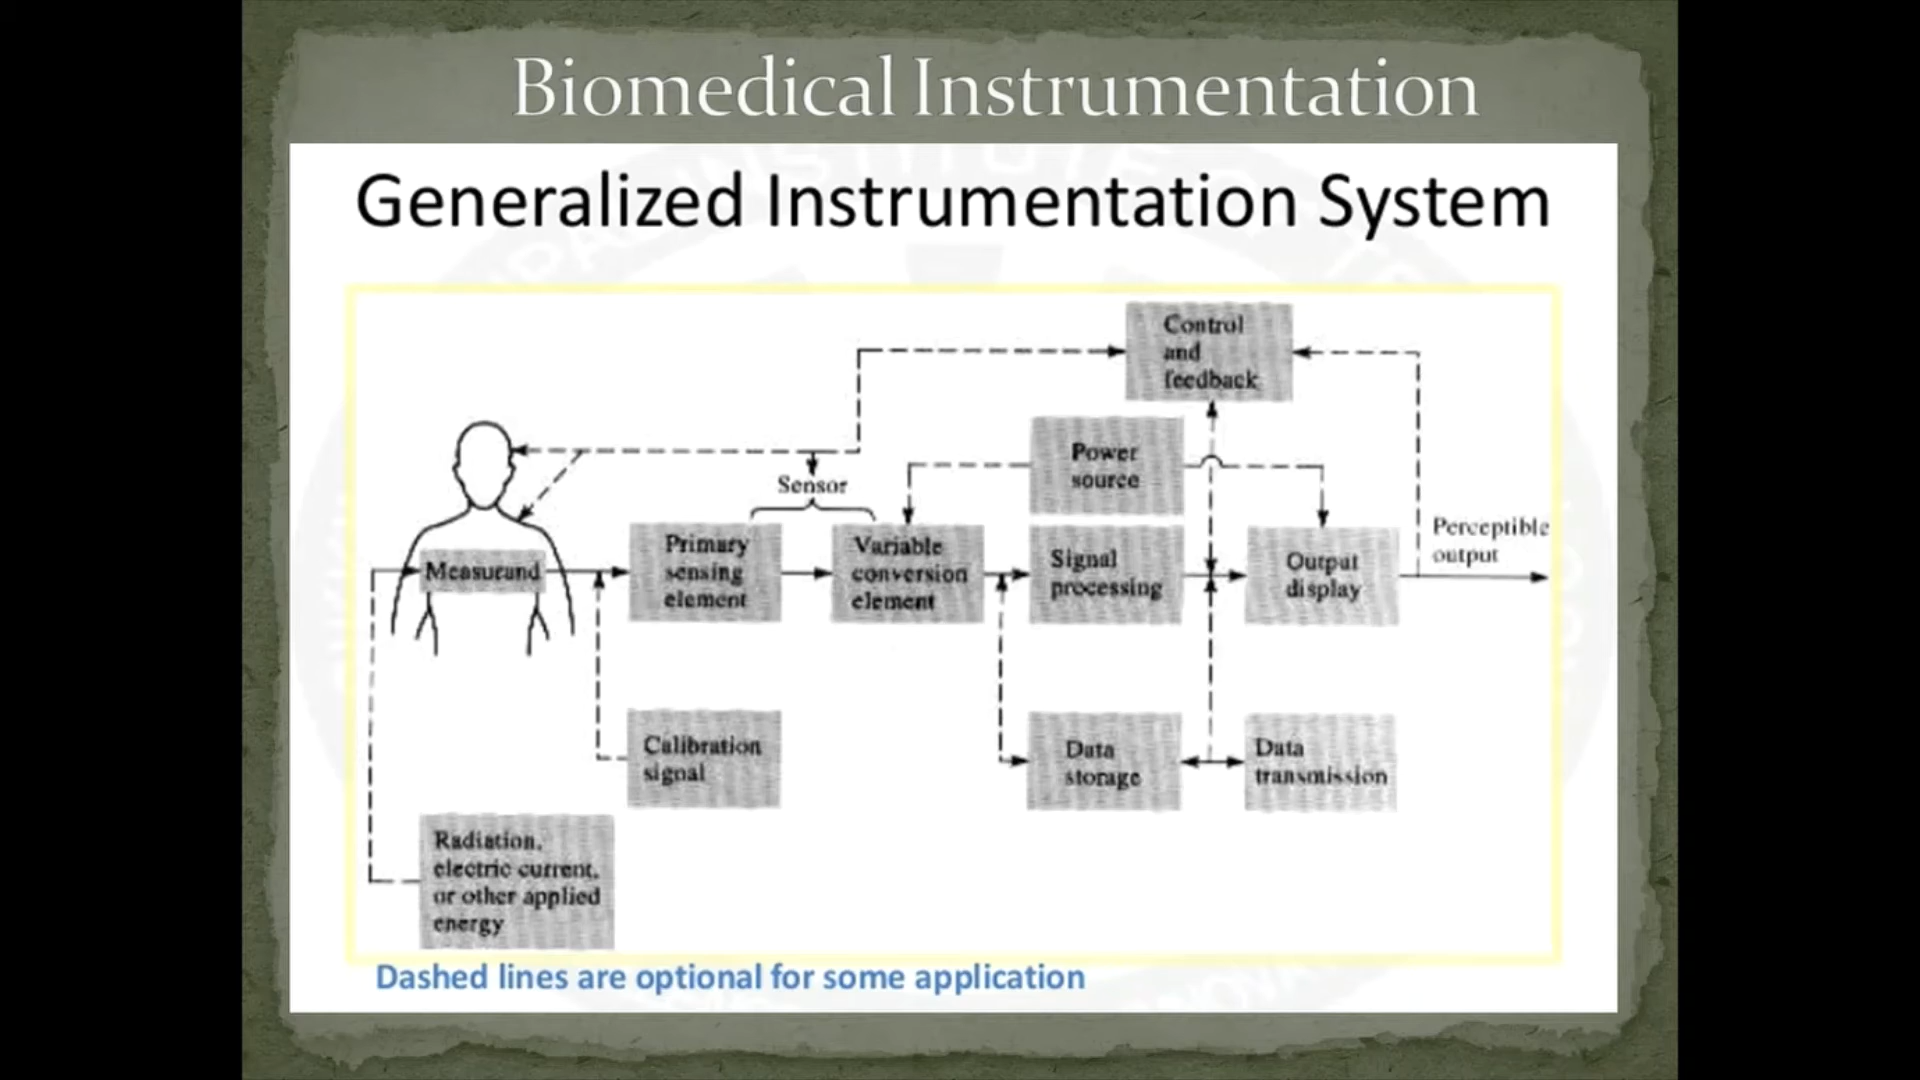 Biomedical Instrumentation
Generalized Instrumentation System
Control
and
feedback
Power
source
Sensor
Perceptible
output
Measurand
Primary
sensing
element
Variable
conversion
element
Signal
processing
Output
display
Calibration
signal
Data
storage
Data
transmission
Radiation,
electric current,
or other applied
energy
Dashed lines are optional for some application